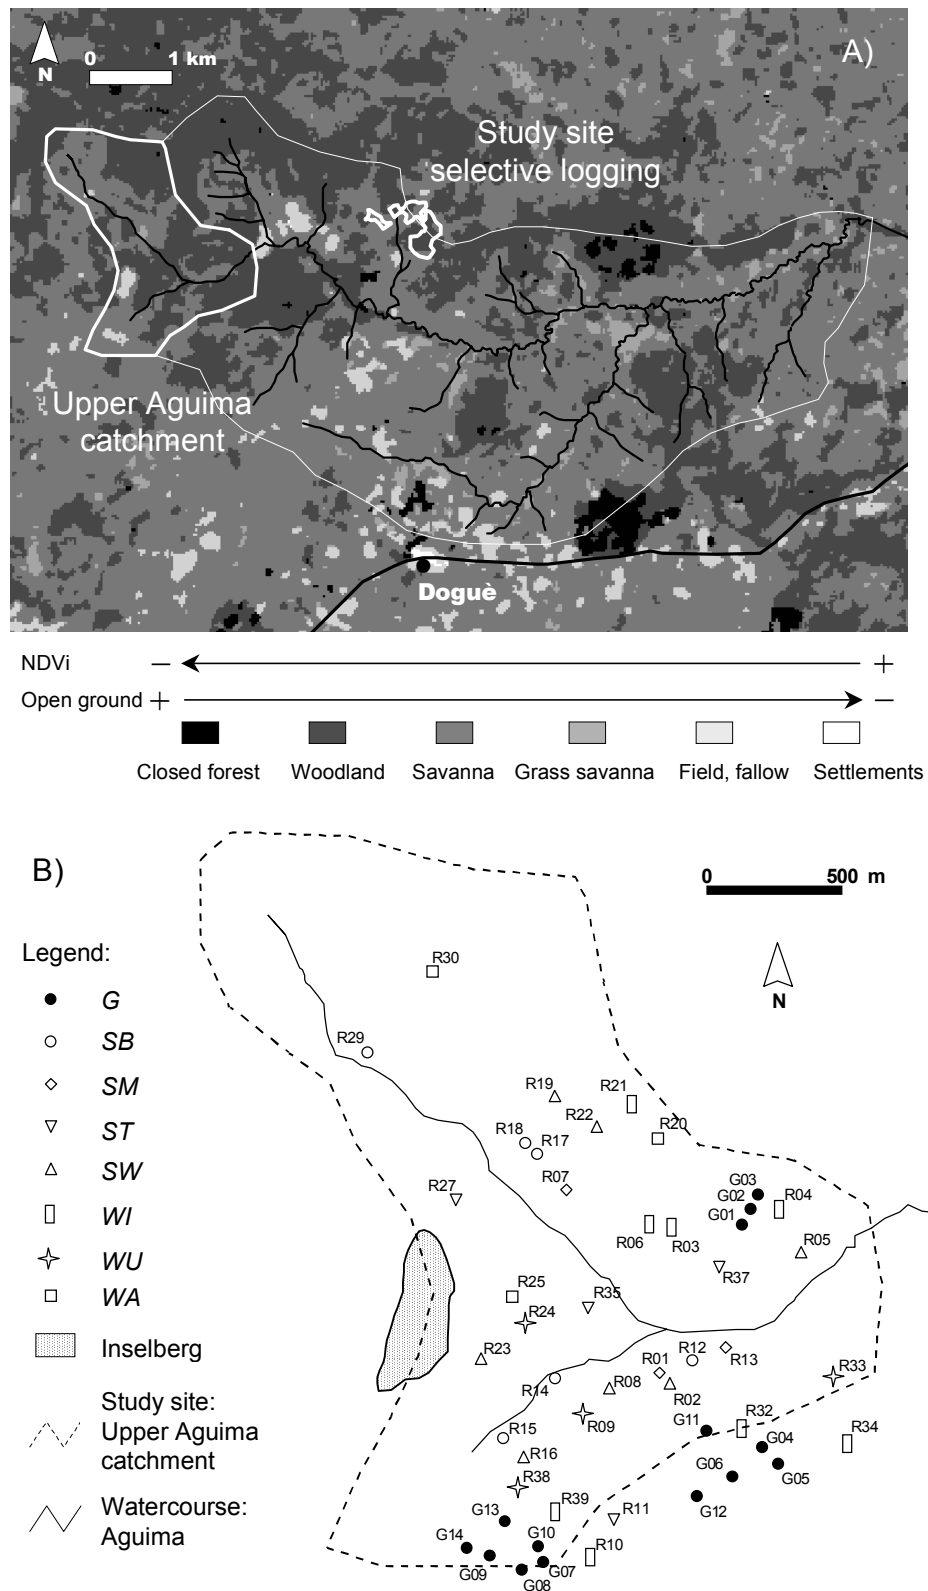 A)
0 1 km
N
Study site
selective logging
Upper Aguima
catchment
Doguè
NDVi − +
Open ground + −
Closed forest Woodland Savanna Grass savanna Field, fallow Settlements
B)
0 500 m
N
Legend:
G
SB
SM
ST
SW
WI
WU
WA
Inselberg
Study site:
Upper Aguima
catchment
Watercourse:
Aguima
R30
R29
R19
R21
R22
R18
R17
R20
R07
R27
G03
G02
R04
G01
R06
R03
R05
R37
R25
R35
R24
R23
R12
R13
R01
R33
R14
R08
R02
R09
G11
R32
R34
R15
G04
R16
G06
G05
R38
G12
R39
R11
G13
G14
G10
R10
G09
G07
G08